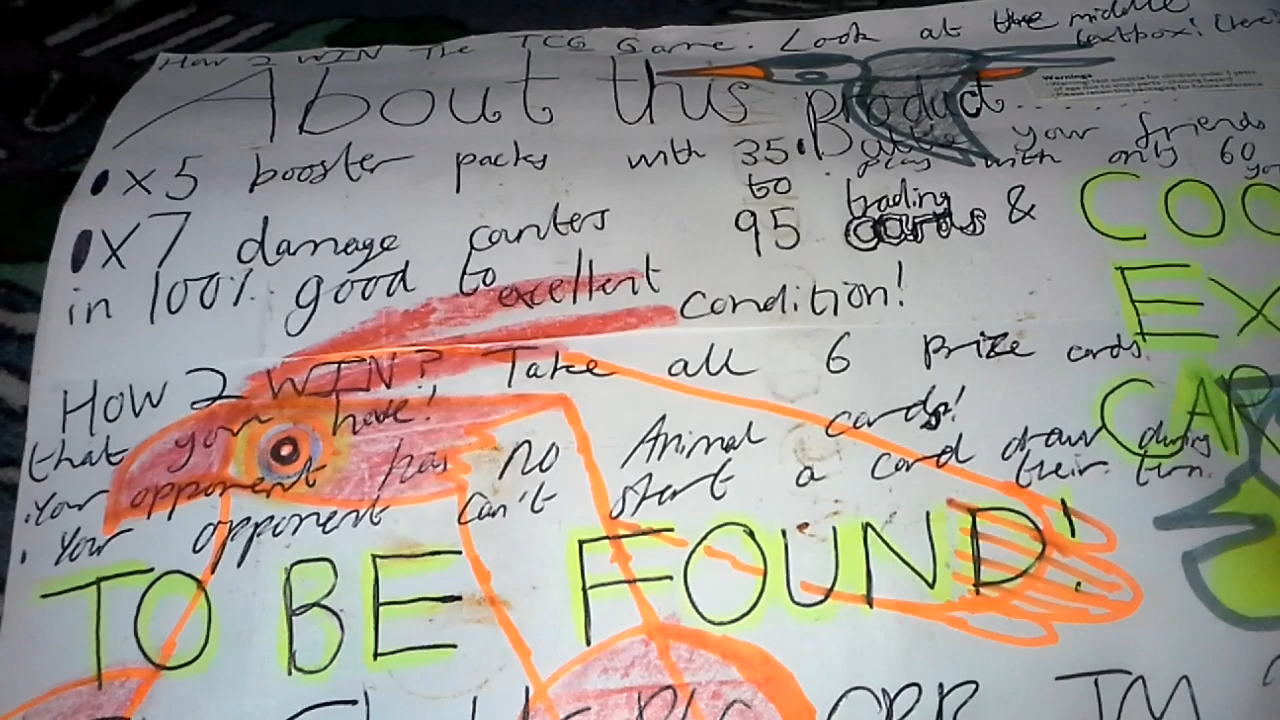 How 2 WIN The TCG Game: Look at the middle textbox! (here)
About this Product
Warnings
•x5 booster packs with 35 to 95 trading cards &
•x7 damage counters
in 100% good to excellent condition!
•Battle your friends
play with only 60
COO
EX
CAR
How 2 WIN? Take all 6 Prize cards
that you have!
•Your opponent has no Animal cards!
•Your opponent can't start a card draw during their turn.
TO BE FOUND!
TM